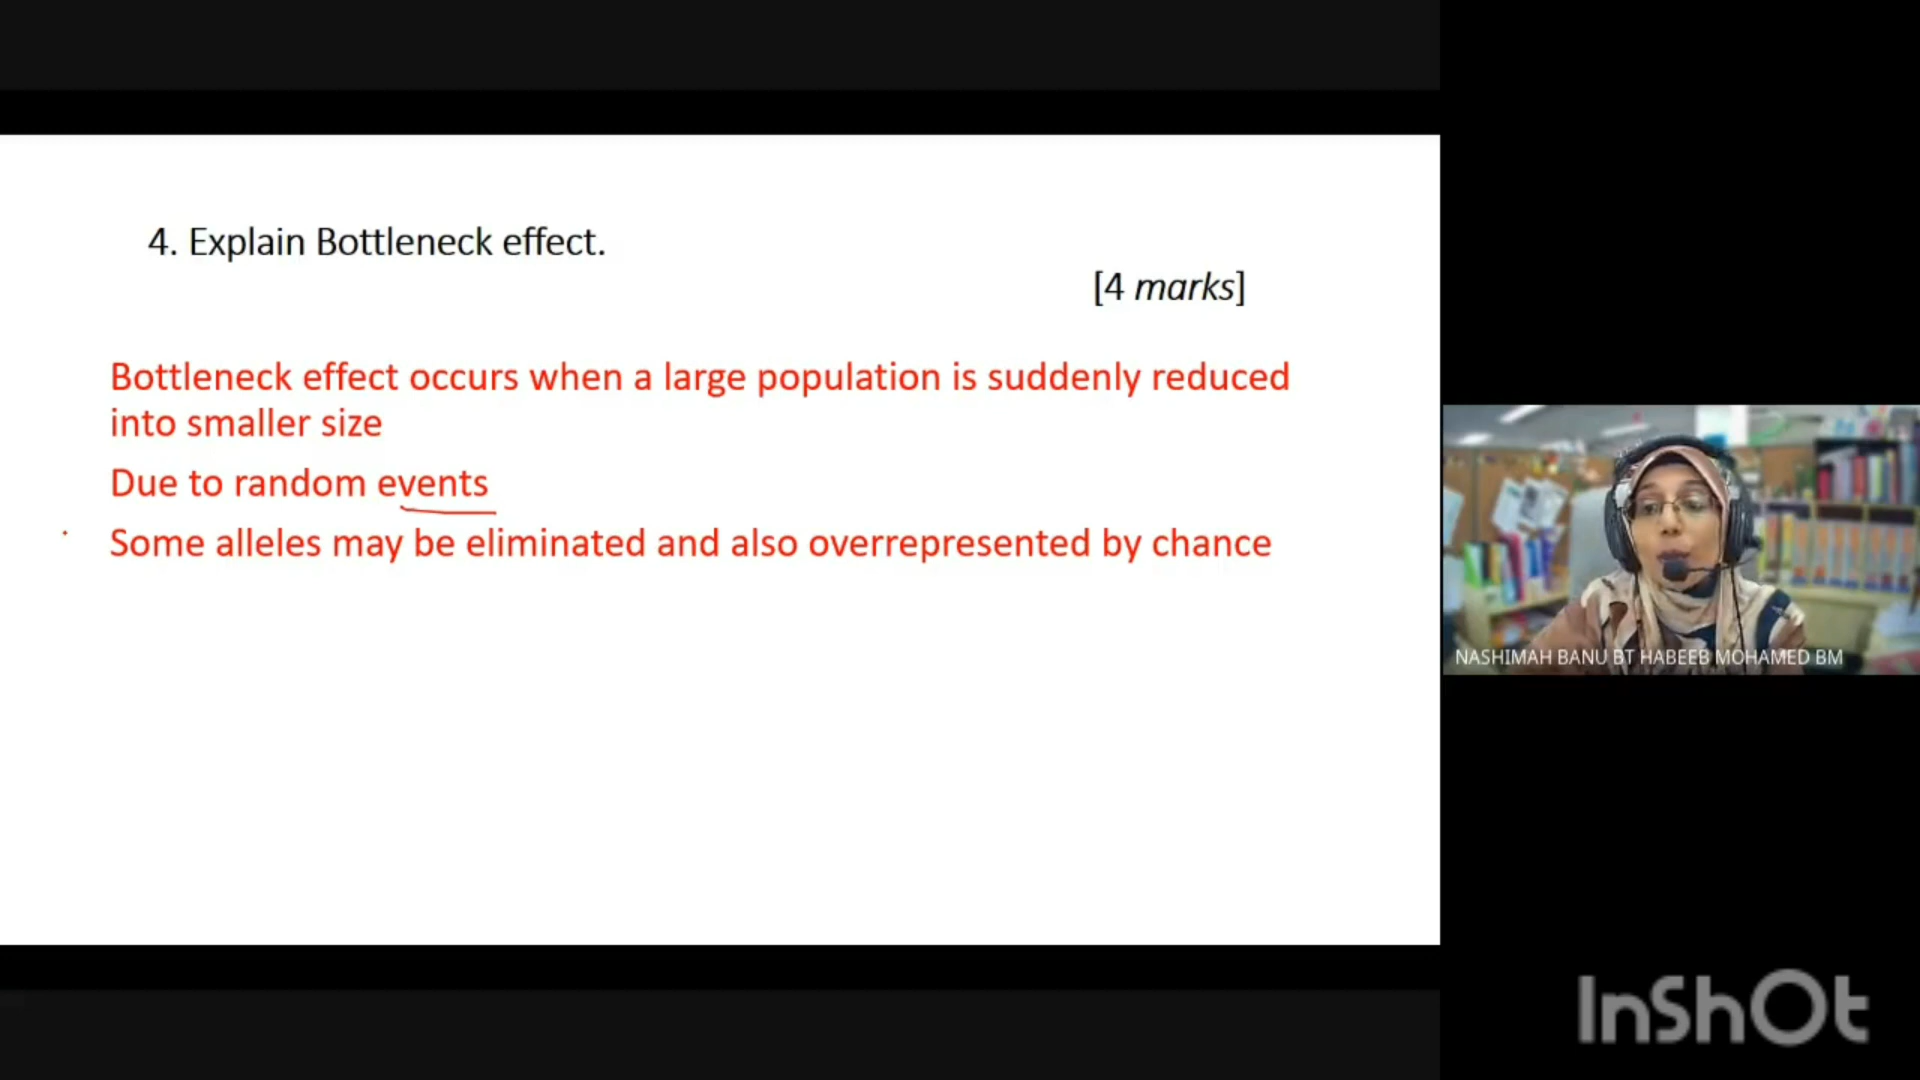 4. Explain Bottleneck effect.
[4 marks]
Bottleneck effect occurs when a large population is suddenly reduced
into smaller size
Due to random events
Some alleles may be eliminated and also overrepresented by chance
NASHIMAH BANU BT HABEEB MOHAMED BM
InShOt